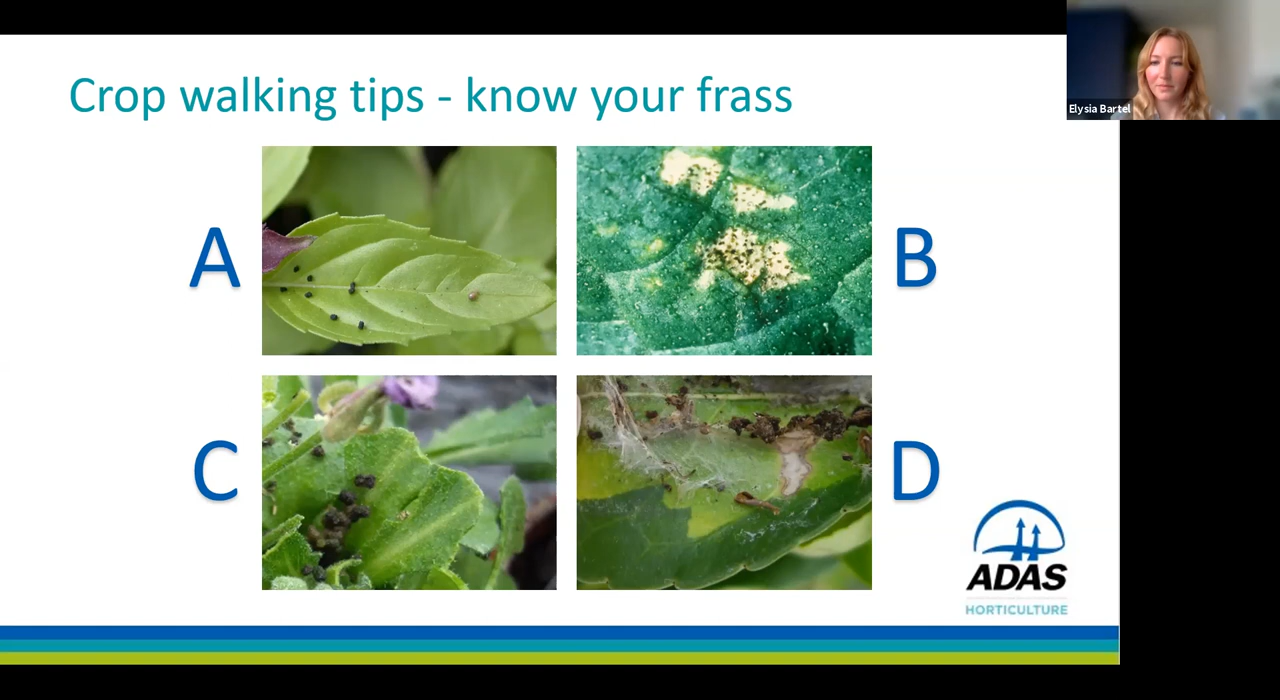 Crop walking tips - know your frass
Elysia Bartel
A
B
C
D
ADAS
HORTICULTURE